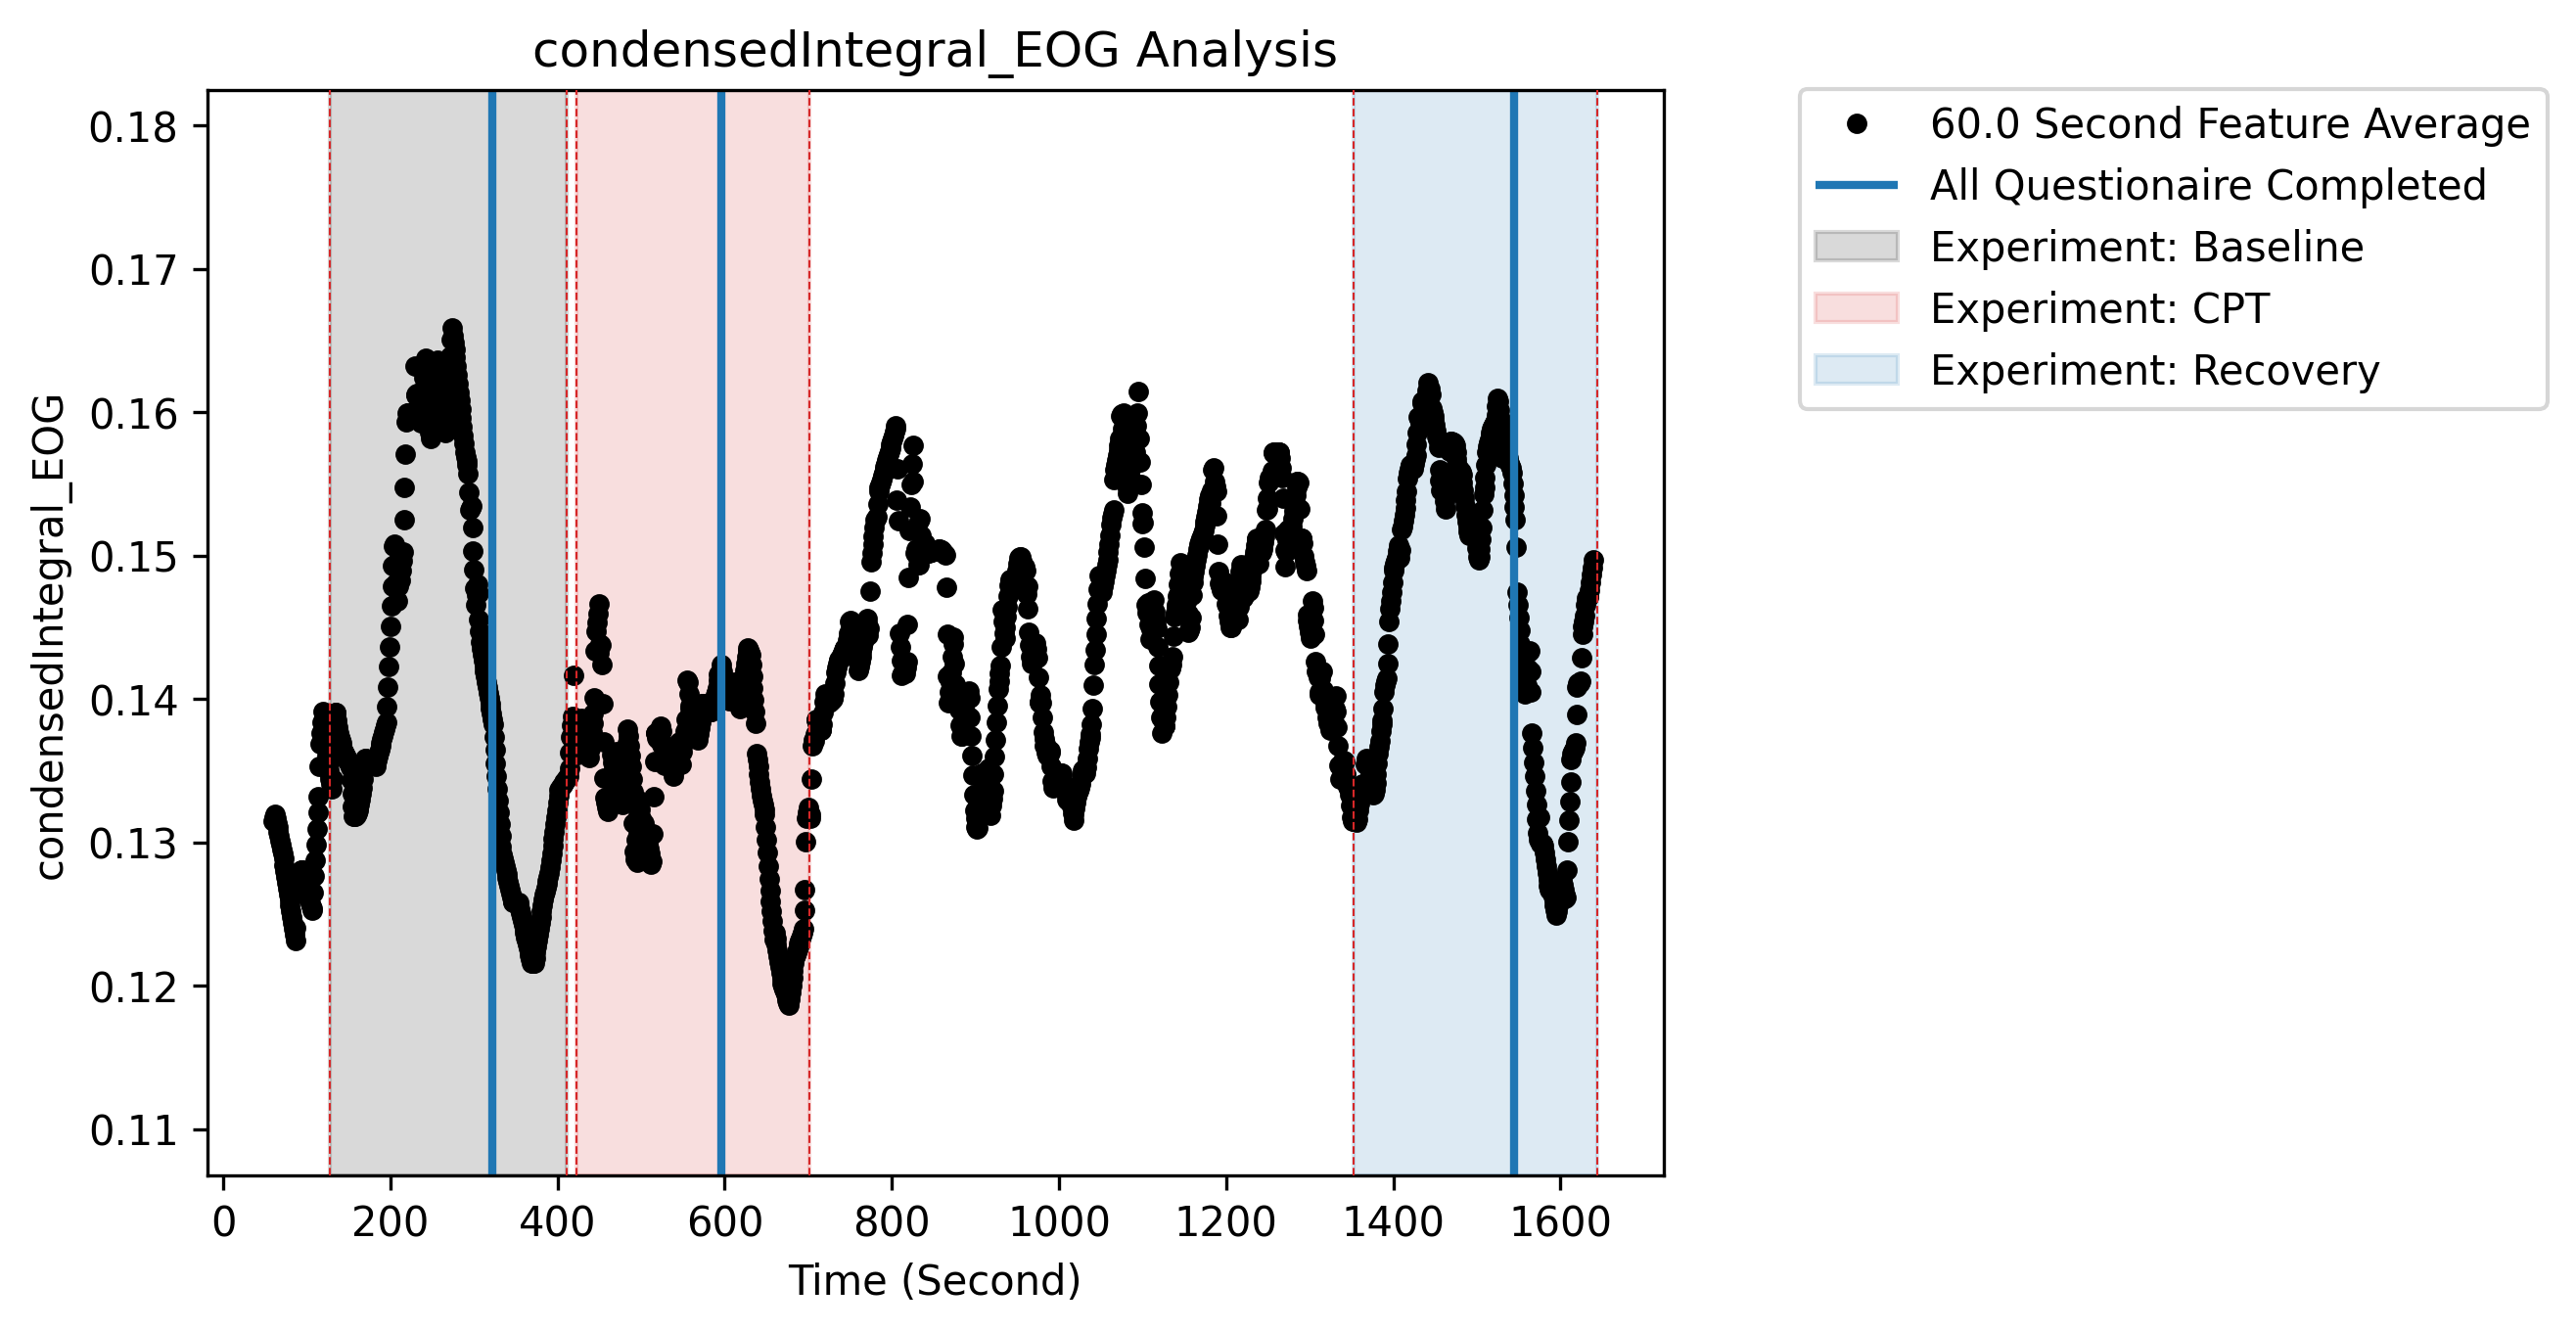 condensedIntegral_EOG Analysis
condensedIntegral_EOG
0.18
0.17
0.16
0.15
0.14
0.13
0.12
0.11
0 200 400 600 800 1000 1200 1400 1600
Time (Second)
60.0 Second Feature Average
All Questionaire Completed
Experiment: Baseline
Experiment: CPT
Experiment: Recovery